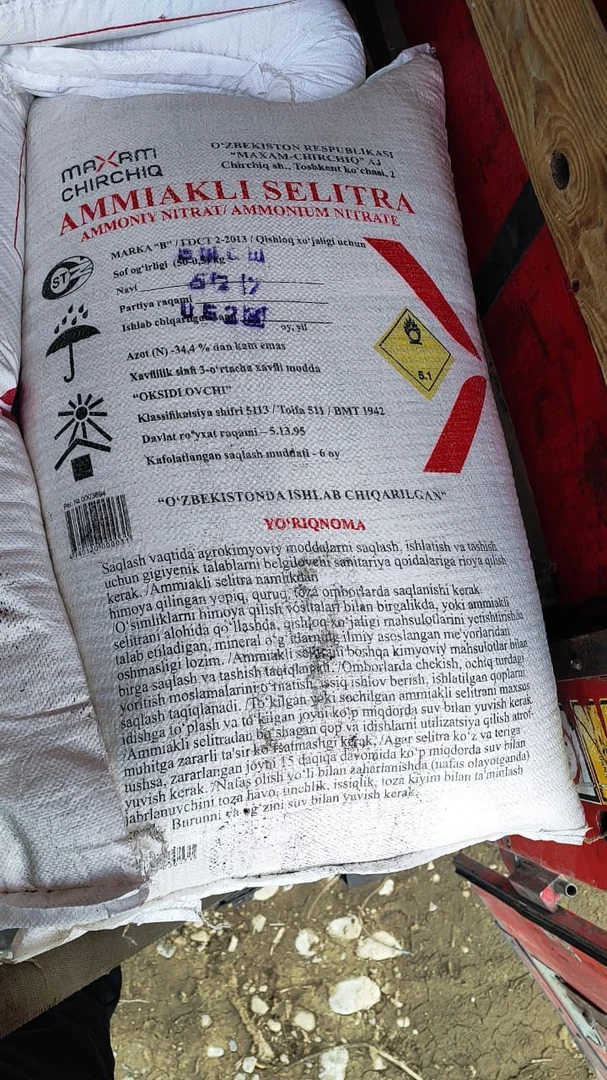 MAXAM
CHIRCHIQ
O‘ZBEKISTON RESPUBLIKASI
“MAXAM-CHIRCHIQ” AJ
Chirchiq sh., Toshkent ko‘chasi, 2
AMMIAKLI SELITRA
AMMONIY NITRAT/ AMMONIUM NITRATE
MARKA “B” / ГОСТ 2-2013 / Qishloq xo‘jaligi uchun
Sof og‘irligi (50-0,5) kg
Navi
Partiya raqami
Ishlab oy, yil
Azot (N) -34,4 % dan kam emas
Xavflilik sinfi 3-o‘rtacha xavfli modda
“OKSIDLOVCHI”
Klassifikatsiya shifri 5113 / Toifa 511 / BMT 1942
Davlat ro‘yxat raqami – 5.13.95
Kafolatlangan saqlash muddati - 6 oy
5.1
“O‘ZBEKISTONDA ISHLAB CHIQARILGAN”
YO‘RIQNOMA
Saqlash vaqtida agrokimyoviy moddalarni saqlash, ishlatish va tashish
uchun gigiyenik talablarni belgilovchi sanitariya qoidalariga rioya qilish
kerak. /Ammiakli selitra namlikdan
himoya qilingan yopiq, quruq, toza omborlarda saqlanishi kerak.
/O‘simliklarni himoya qilish vositalari bilan birgalikda, yoki ammiakli
selitrani alohida qo‘llashda, qishloq xo‘jaligi mahsulotlarini yetishtirishda
talab etiladigan, mineral o‘g‘itlarning ilmiy asoslangan me'yorlaridan
oshmasligi lozim. /Ammiakli selitrani boshqa kimyoviy mahsulotlar bilan
birga saqlash va tashish taqiqlangan. /Omborlarda chekish, ochiq turdagi
yoritish moslamalarini o‘rnatish, issiq ishlov berish, ishlatilgan qoplarni
saqlash taqiqlanadi. /To‘kilgan yoki sochilgan ammiakli selitrani maxsus
idishga to‘plash va to‘kilgan joyni ko‘p miqdorda suv bilan yuvish kerak.
/Ammiakli selitradan bo‘shagan qop va idishlarni utilizatsiya qilish atrof-
muhitga zararli ta'sir ko‘rsatmasligi kerak. /Agar selitra ko‘z va teriga
tushsa, zararlangan joyni 15 daqiqa davomida ko‘p miqdorda suv bilan
yuvish kerak. /Nafas olish yo‘li bilan zaharlanishda (nafas olayotganda)
jabrlanuvchini toza havo, tinchlik, issiqlik, toza kiyim bilan ta'minlash
kerak. Burunni va og‘zini suv bilan yuvish kerak.